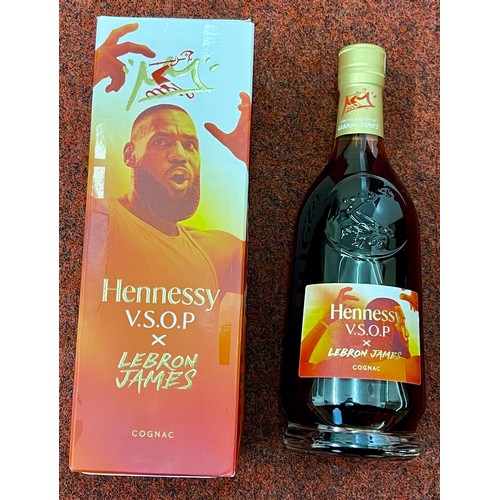 Hennessy
V.S.O.P
X
LEBRON
JAMES
COGNAC
LEBRON JAMES
Hennessy
V.S.O.P
X
LEBRON JAMES
COGNAC